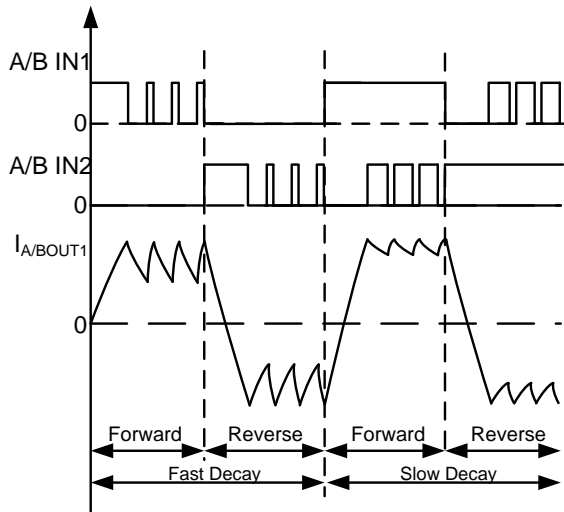 A/B IN1
0
A/B IN2
0
IA/BOUT1
0
Forward Reverse Forward Reverse
Fast Decay Slow Decay